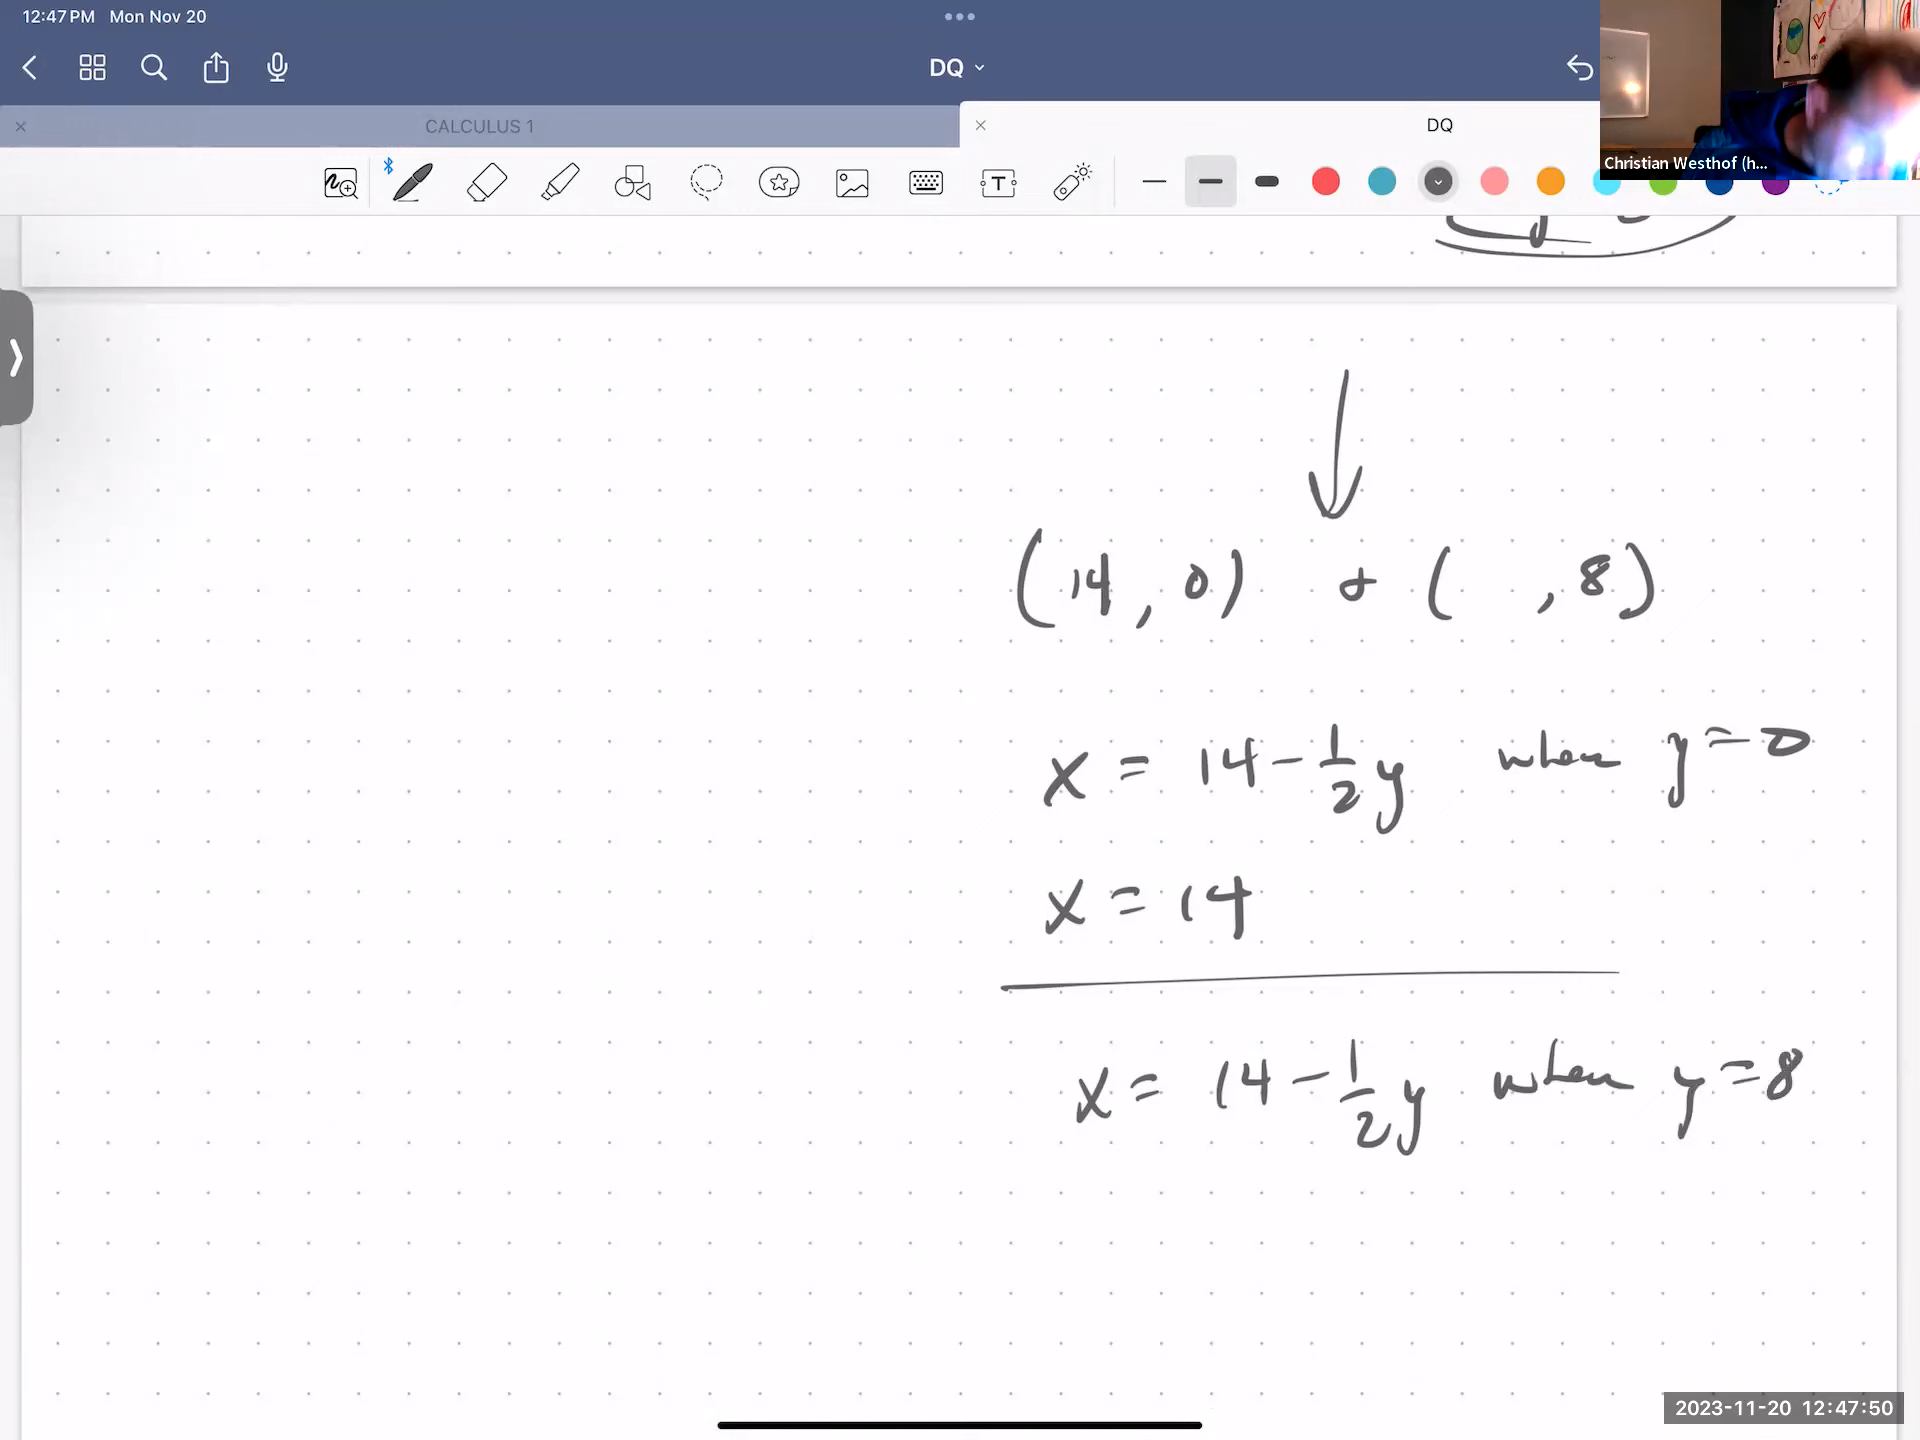 12:47 PM Mon Nov 20
DQ
CALCULUS 1
DQ
Christian Westhof (h...
T
(14, 0) + ( , 8)
x = 14 - 1/2 y when y = 0
x = 14
x = 14 - 1/2 y when y = 8
2023-11-20 12:47:50